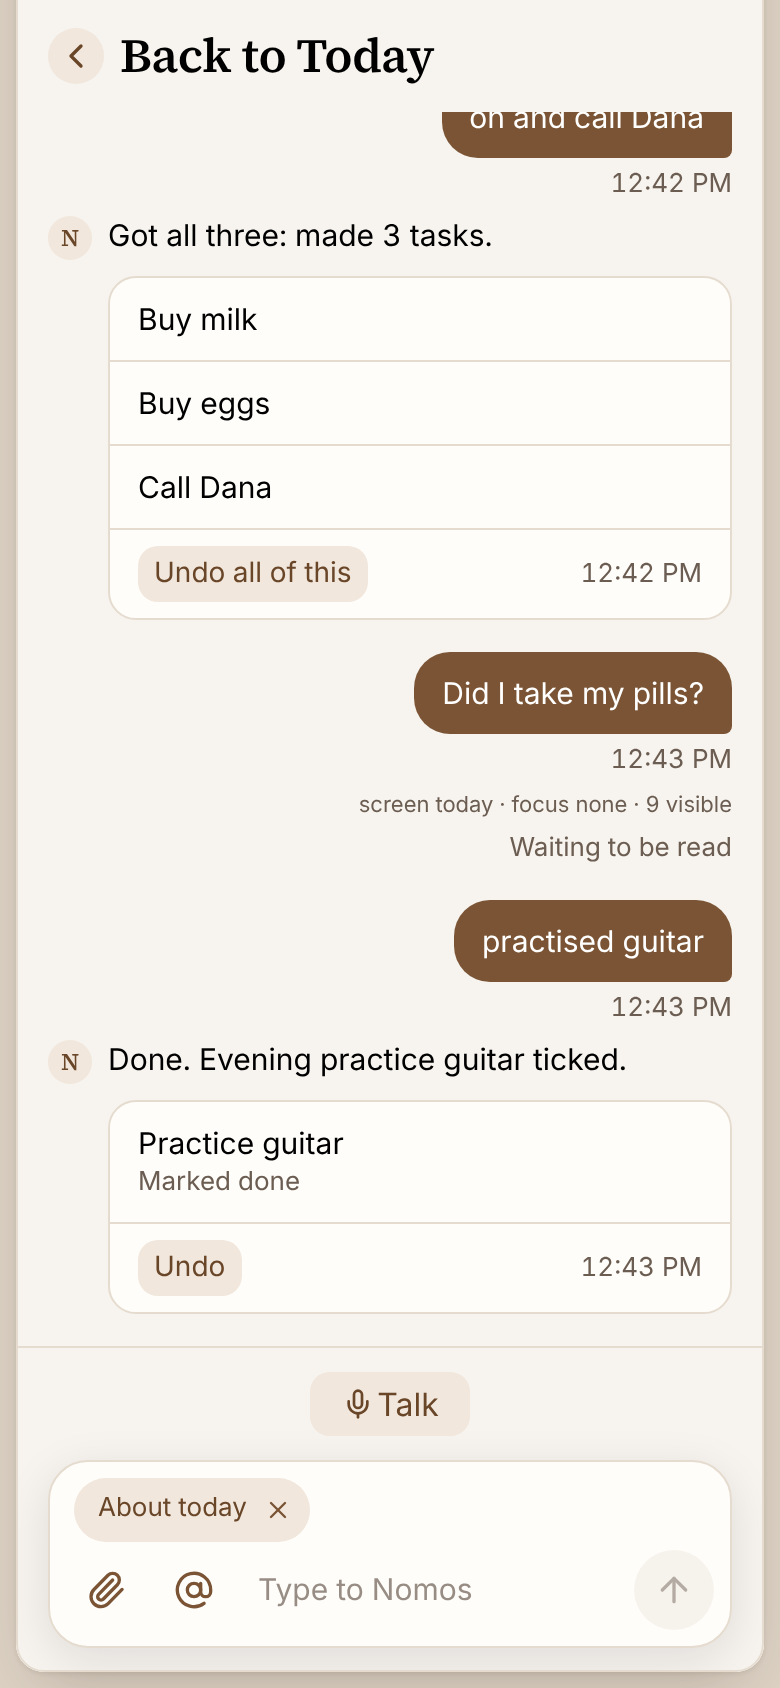 Back to Today
on and call Dana
12:42 PM
N
Got all three: made 3 tasks.
Buy milk
Buy eggs
Call Dana
Undo all of this
12:42 PM
Did I take my pills?
12:43 PM
screen today · focus none · 9 visible
Waiting to be read
practised guitar
12:43 PM
N
Done. Evening practice guitar ticked.
Practice guitar
Marked done
Undo
12:43 PM
Talk
About today
Type to Nomos